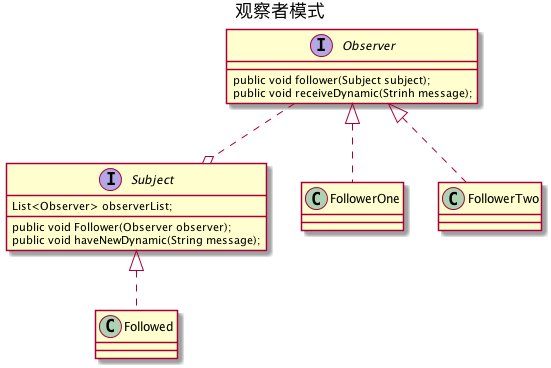 观察者模式
I Observer
public void follower(Subject subject);
public void receiveDynamic(Strinh message);
I Subject
List<Observer> observerList;
public void Follower(Observer observer);
public void haveNewDynamic(String message);
C FollowerOne
C FollowerTwo
C Followed